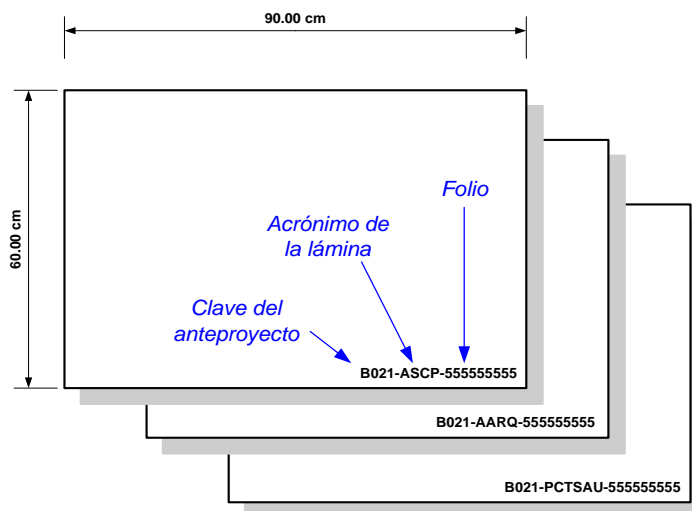 90.00 cm
60.00 cm
Folio
Acrónimo de
la lámina
Clave del
anteproyecto
B021-ASCP-555555555
B021-AARQ-555555555
B021-PCTSAU-555555555